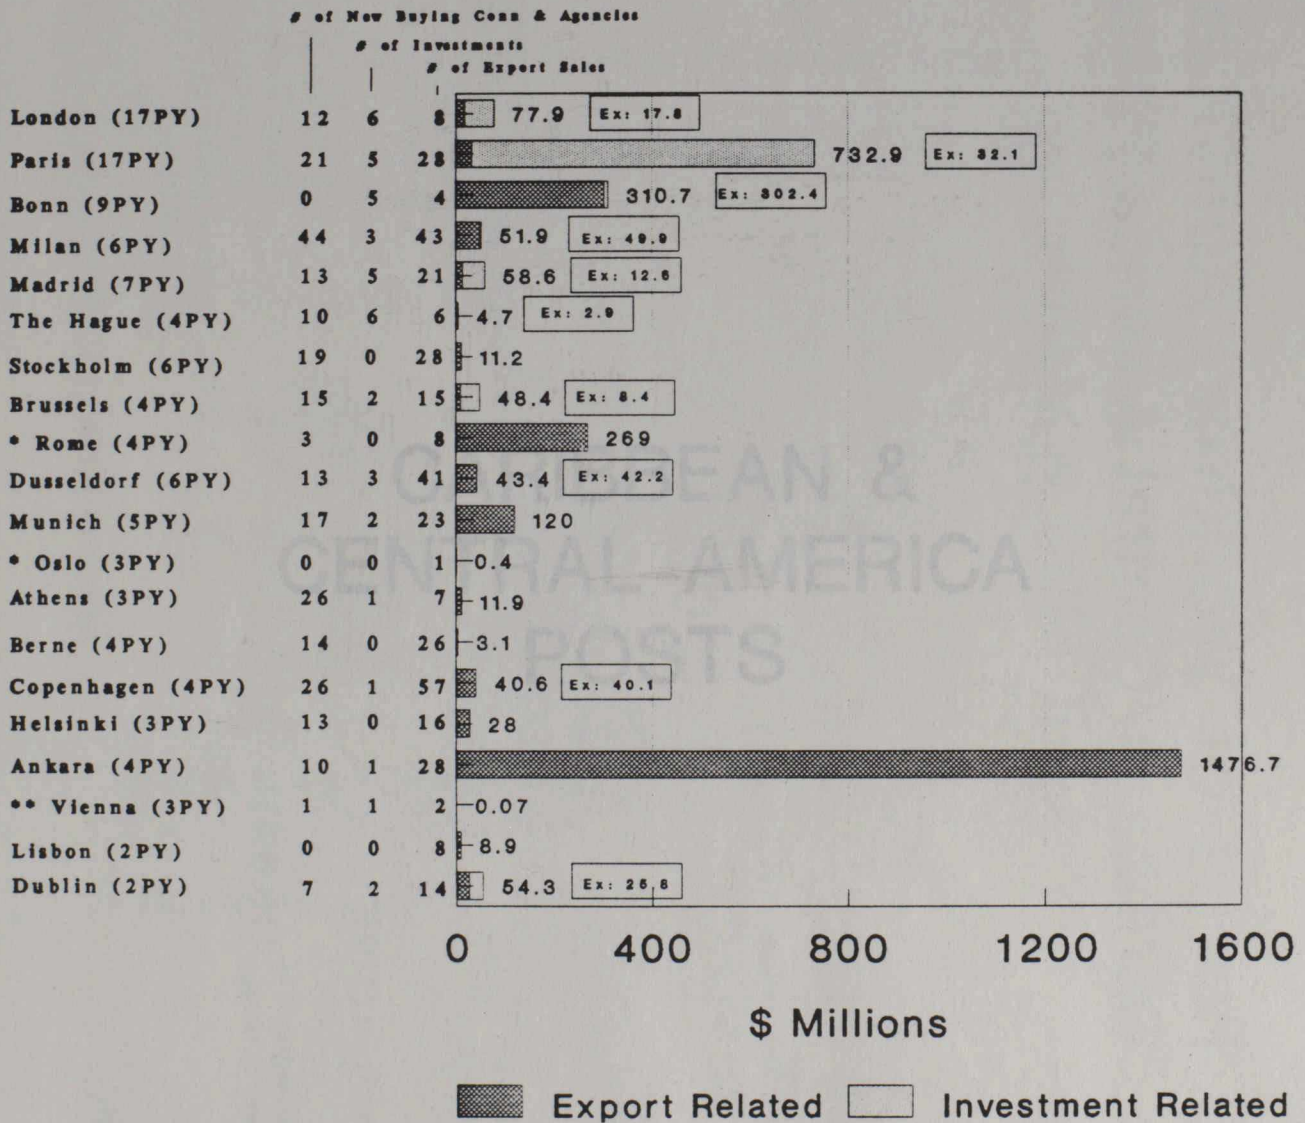 # of New Buying Conn & Agencies
# of Investments
# of Export Sales
London (17PY) 12 6 8 77.9 Ex: 17.8
Paris (17PY) 21 5 28 732.9 Ex: 32.1
Bonn (9PY) 0 5 4 310.7 Ex: 302.4
Milan (6PY) 44 3 43 51.9 Ex: 49.9
Madrid (7PY) 13 5 21 58.6 Ex: 12.6
The Hague (4PY) 10 6 6 4.7 Ex: 2.9
Stockholm (6PY) 19 0 28 11.2
Brussels (4PY) 15 2 15 48.4 Ex: 8.4
* Rome (4PY) 3 0 8 269
Dusseldorf (6PY) 13 3 41 43.4 Ex: 42.2
Munich (5PY) 17 2 23 120
* Oslo (3PY) 0 0 1 0.4
Athens (3PY) 26 1 7 11.9
Berne (4PY) 14 0 26 3.1
Copenhagen (4PY) 26 1 57 40.6 Ex: 40.1
Helsinki (3PY) 13 0 16 28
Ankara (4PY) 10 1 28 1476.7
** Vienna (3PY) 1 1 2 0.07
Lisbon (2PY) 0 0 8 8.9
Dublin (2PY) 7 2 14 54.3 Ex:
CARIBBEAN &
CENTRAL-AMERICA
POSTS
0 400 800 1200 1600
$ Millions
Export Related Investment Related